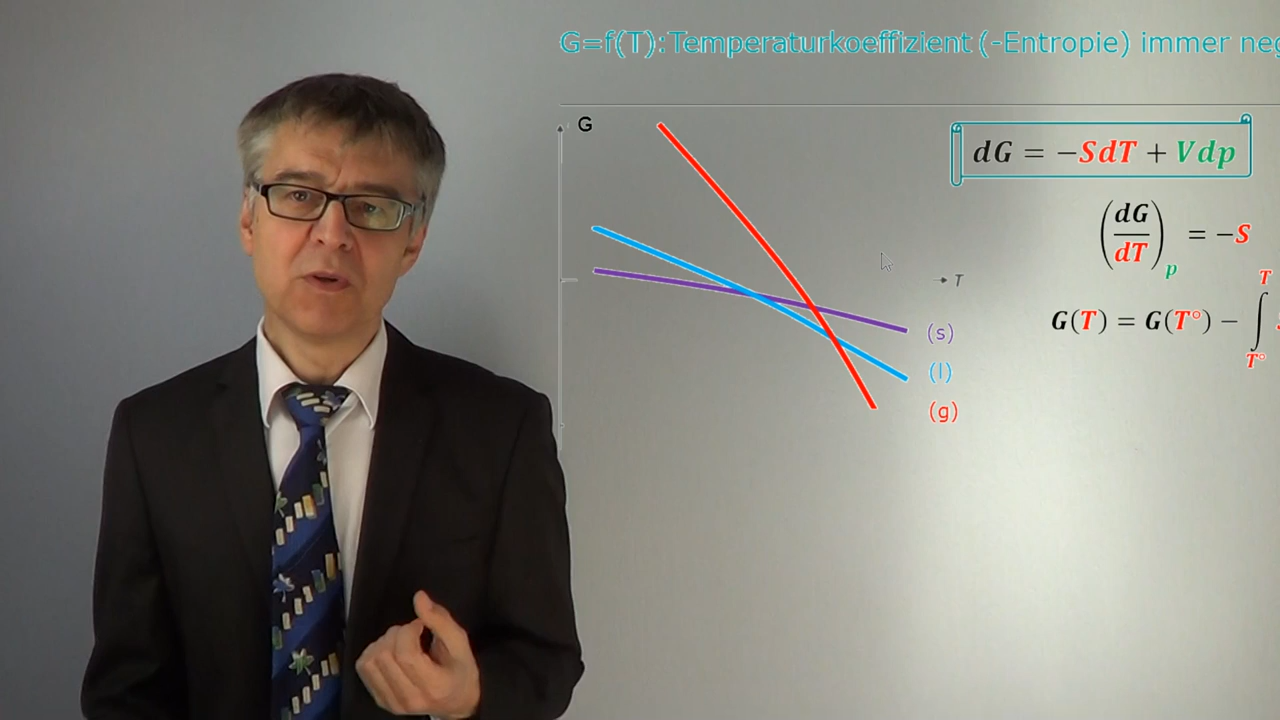 G=f(T): Temperaturkoeffizient (-Entropie) immer neg
G
dG = −SdT + Vdp
(dG/dT)p = −S
→ T
G(T) = G(T°) − ∫T°T
(s)
(l)
(g)